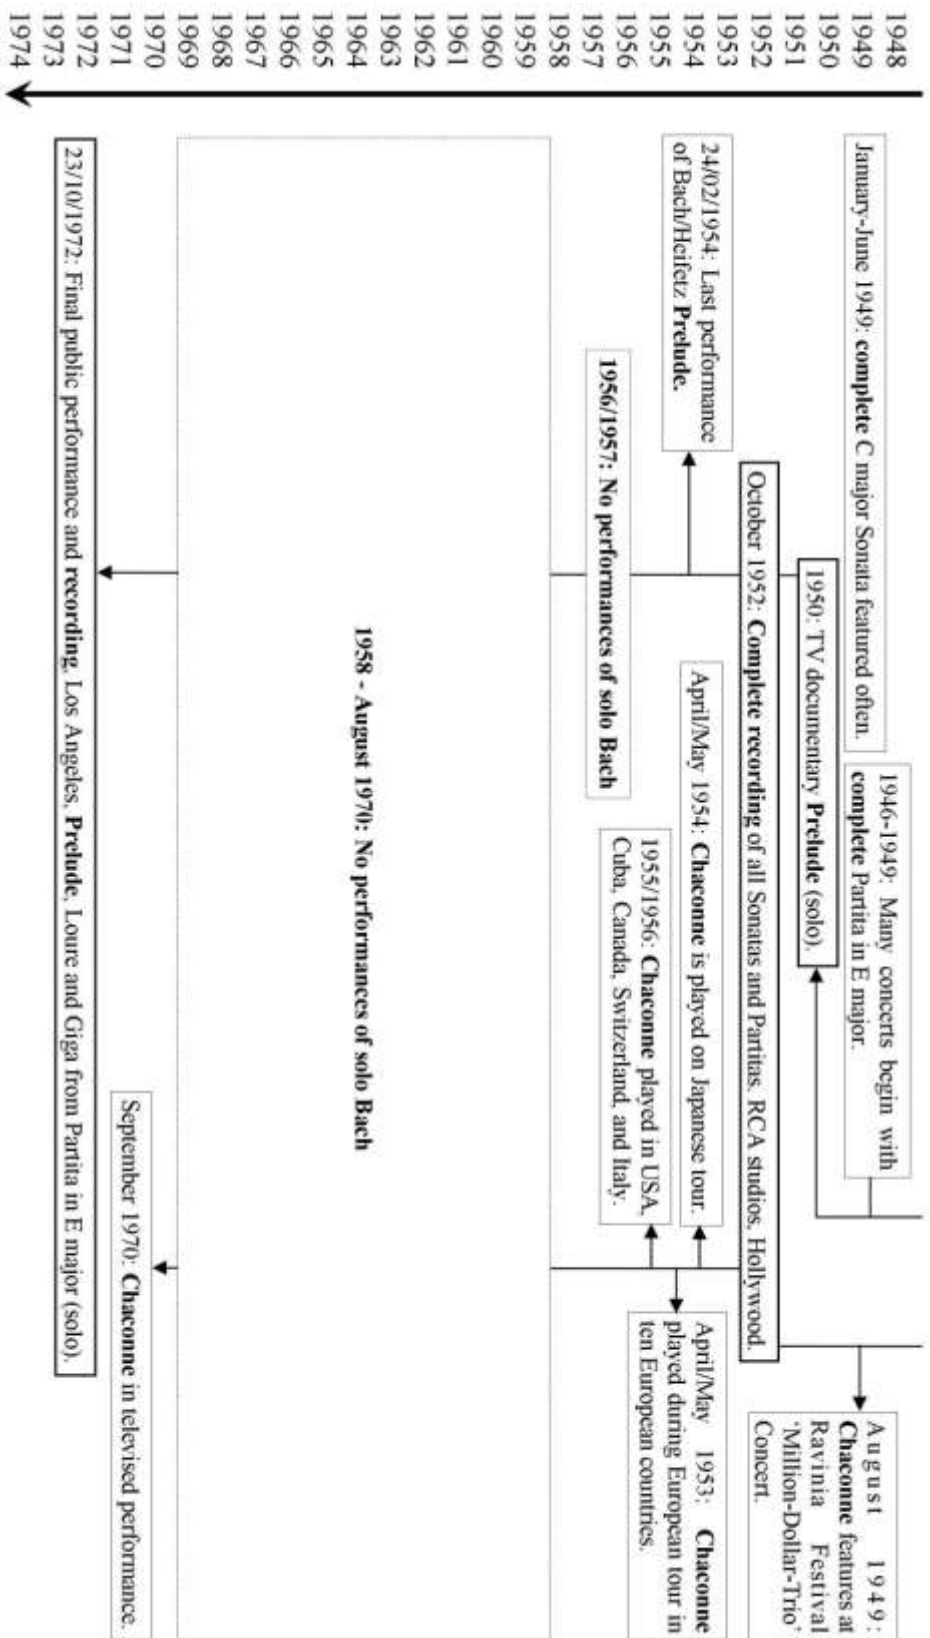 1948
1949
1950
1951
1952
1953
1954
1955
1956
1957
1958
1959
1960
1961
1962
1963
1964
1965
1966
1967
1968
1969
1970
1971
1972
1973
1974
January-June 1949: complete C major Sonata featured often.
1946-1949: Many concerts begin with
complete Partita in E major.
August 1949:
Chaconne features at
Ravinia Festival
‘Million-Dollar-Trio’
Concert.
1950: TV documentary Prelude (solo).
October 1952: Complete recording of all Sonatas and Partitas. RCA studios, Hollywood.
24/02/1954: Last performance
of Bach/Heifetz Prelude.
April/May 1954: Chaconne is played on Japanese tour.
April/May 1953: Chaconne
played during European tour in
ten European countries.
1955/1956: Chaconne played in USA,
Cuba, Canada, Switzerland, and Italy.
1956/1957: No performances of solo Bach
1958 - August 1970: No performances of solo Bach
September 1970: Chaconne in televised performance.
23/10/1972: Final public performance and recording, Los Angeles, Prelude, Loure and Giga from Partita in E major (solo).